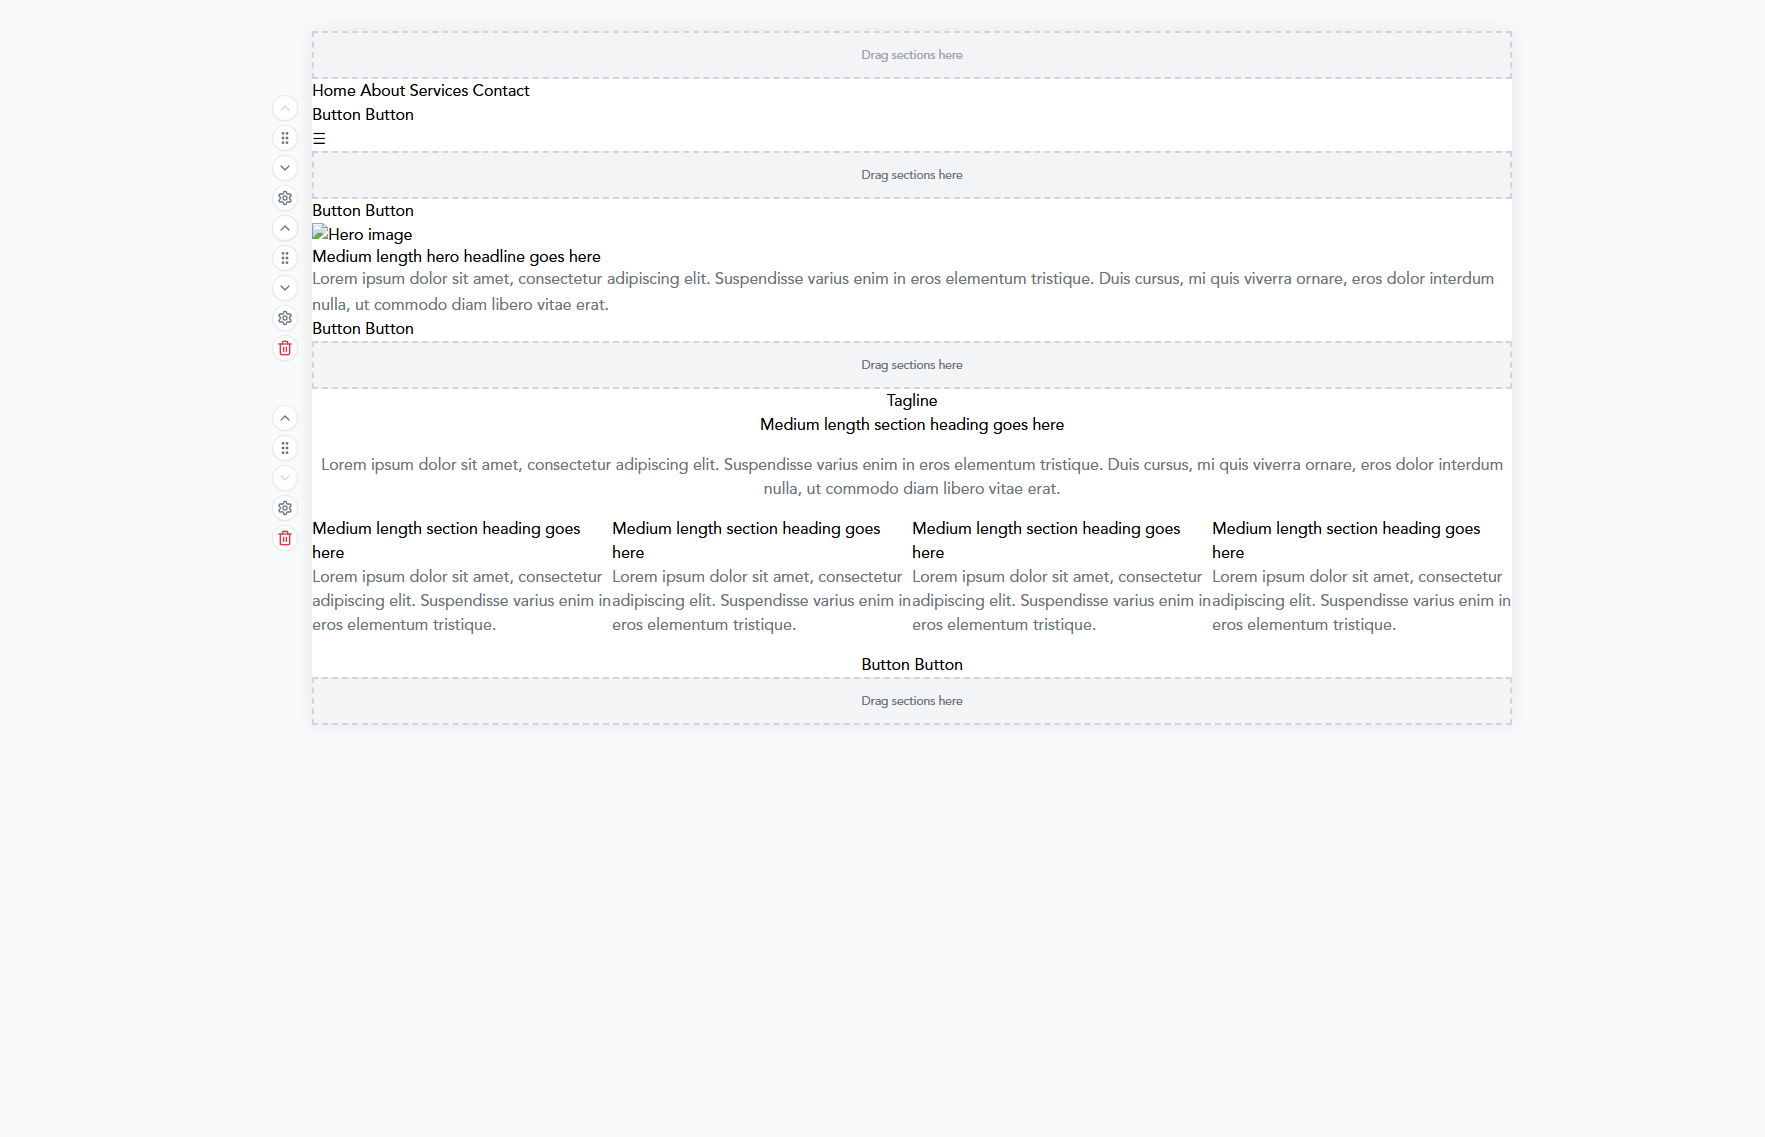 Drag sections here
Home About Services Contact
Button Button
☰
Drag sections here
Button Button
Hero image
Medium length hero headline goes here
Lorem ipsum dolor sit amet, consectetur adipiscing elit. Suspendisse varius enim in eros elementum tristique. Duis cursus, mi quis viverra ornare, eros dolor interdum
nulla, ut commodo diam libero vitae erat.
Button Button
Drag sections here
Tagline
Medium length section heading goes here
Lorem ipsum dolor sit amet, consectetur adipiscing elit. Suspendisse varius enim in eros elementum tristique. Duis cursus, mi quis viverra ornare, eros dolor interdum
nulla, ut commodo diam libero vitae erat.
Medium length section heading goes
here
Lorem ipsum dolor sit amet, consectetur
adipiscing elit. Suspendisse varius enim in
eros elementum tristique.
Medium length section heading goes
here
Lorem ipsum dolor sit amet, consectetur
adipiscing elit. Suspendisse varius enim in
eros elementum tristique.
Medium length section heading goes
here
Lorem ipsum dolor sit amet, consectetur
adipiscing elit. Suspendisse varius enim in
eros elementum tristique.
Medium length section heading goes
here
Lorem ipsum dolor sit amet, consectetur
adipiscing elit. Suspendisse varius enim in
eros elementum tristique.
Button Button
Drag sections here